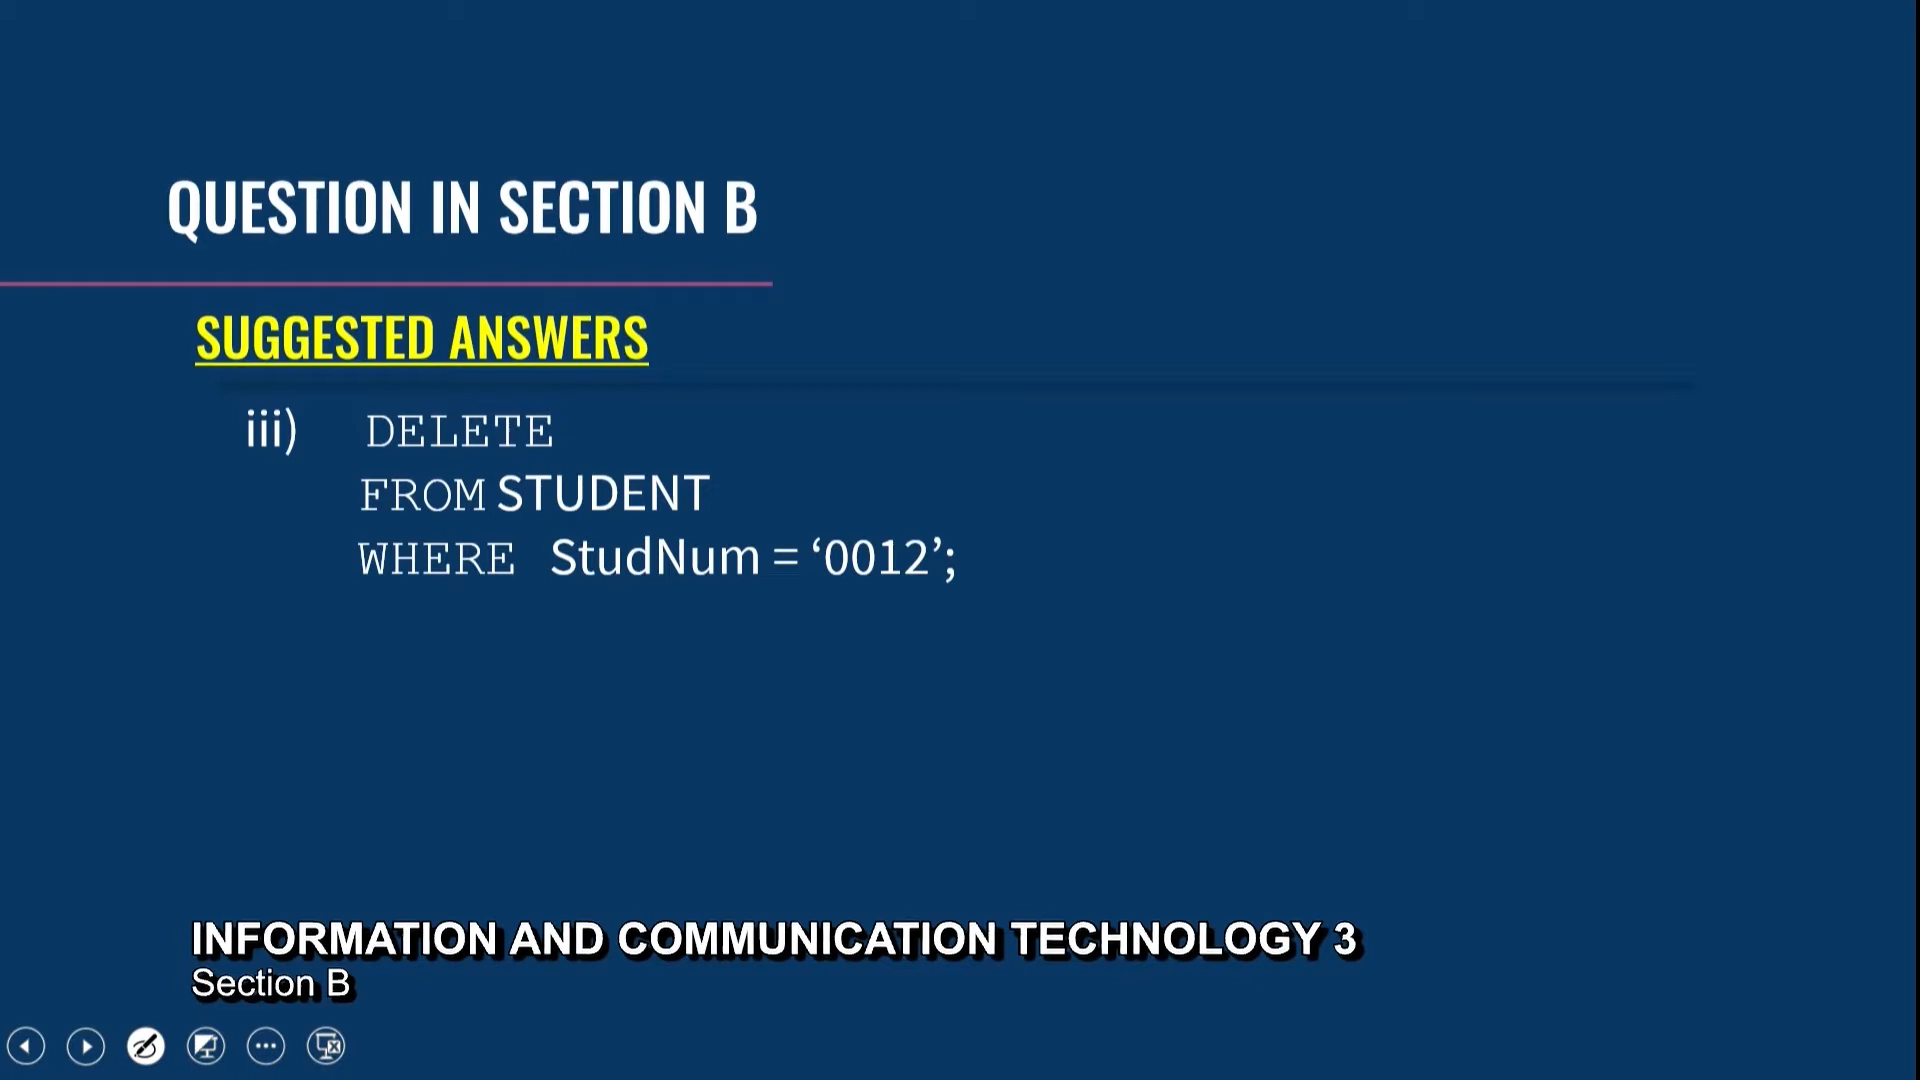 QUESTION IN SECTION B
SUGGESTED ANSWERS
iii) DELETE
FROM STUDENT
WHERE StudNum = ‘0012’;
INFORMATION AND COMMUNICATION TECHNOLOGY 3
Section B